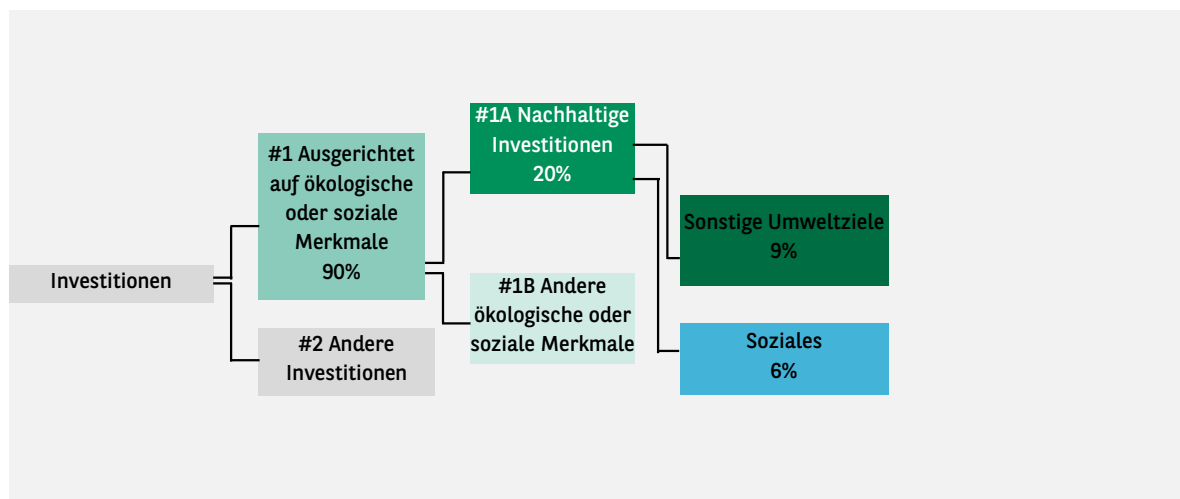 Investitionen
#1 Ausgerichtet
auf ökologische
oder soziale
Merkmale
90%
#2 Andere
Investitionen
#1A Nachhaltige
Investitionen
20%
#1B Andere
ökologische oder
soziale Merkmale
Sonstige Umweltziele
9%
Soziales
6%